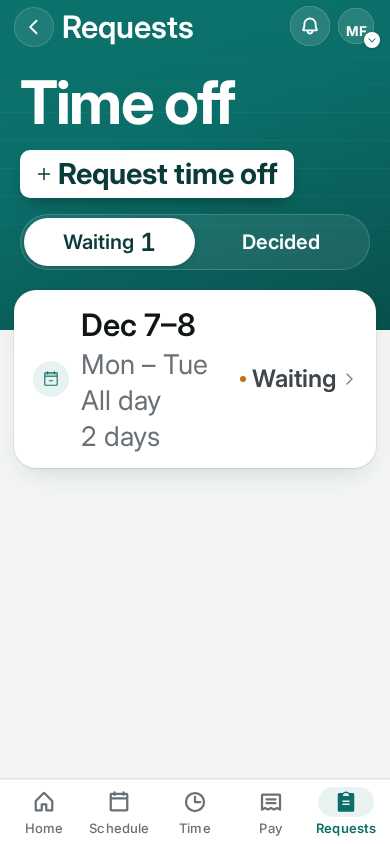 Requests
MF
Time off
+ Request time off
Waiting 1
Decided
Dec 7–8
Mon – Tue
All day
2 days
Waiting
Home
Schedule
Time
Pay
Requests